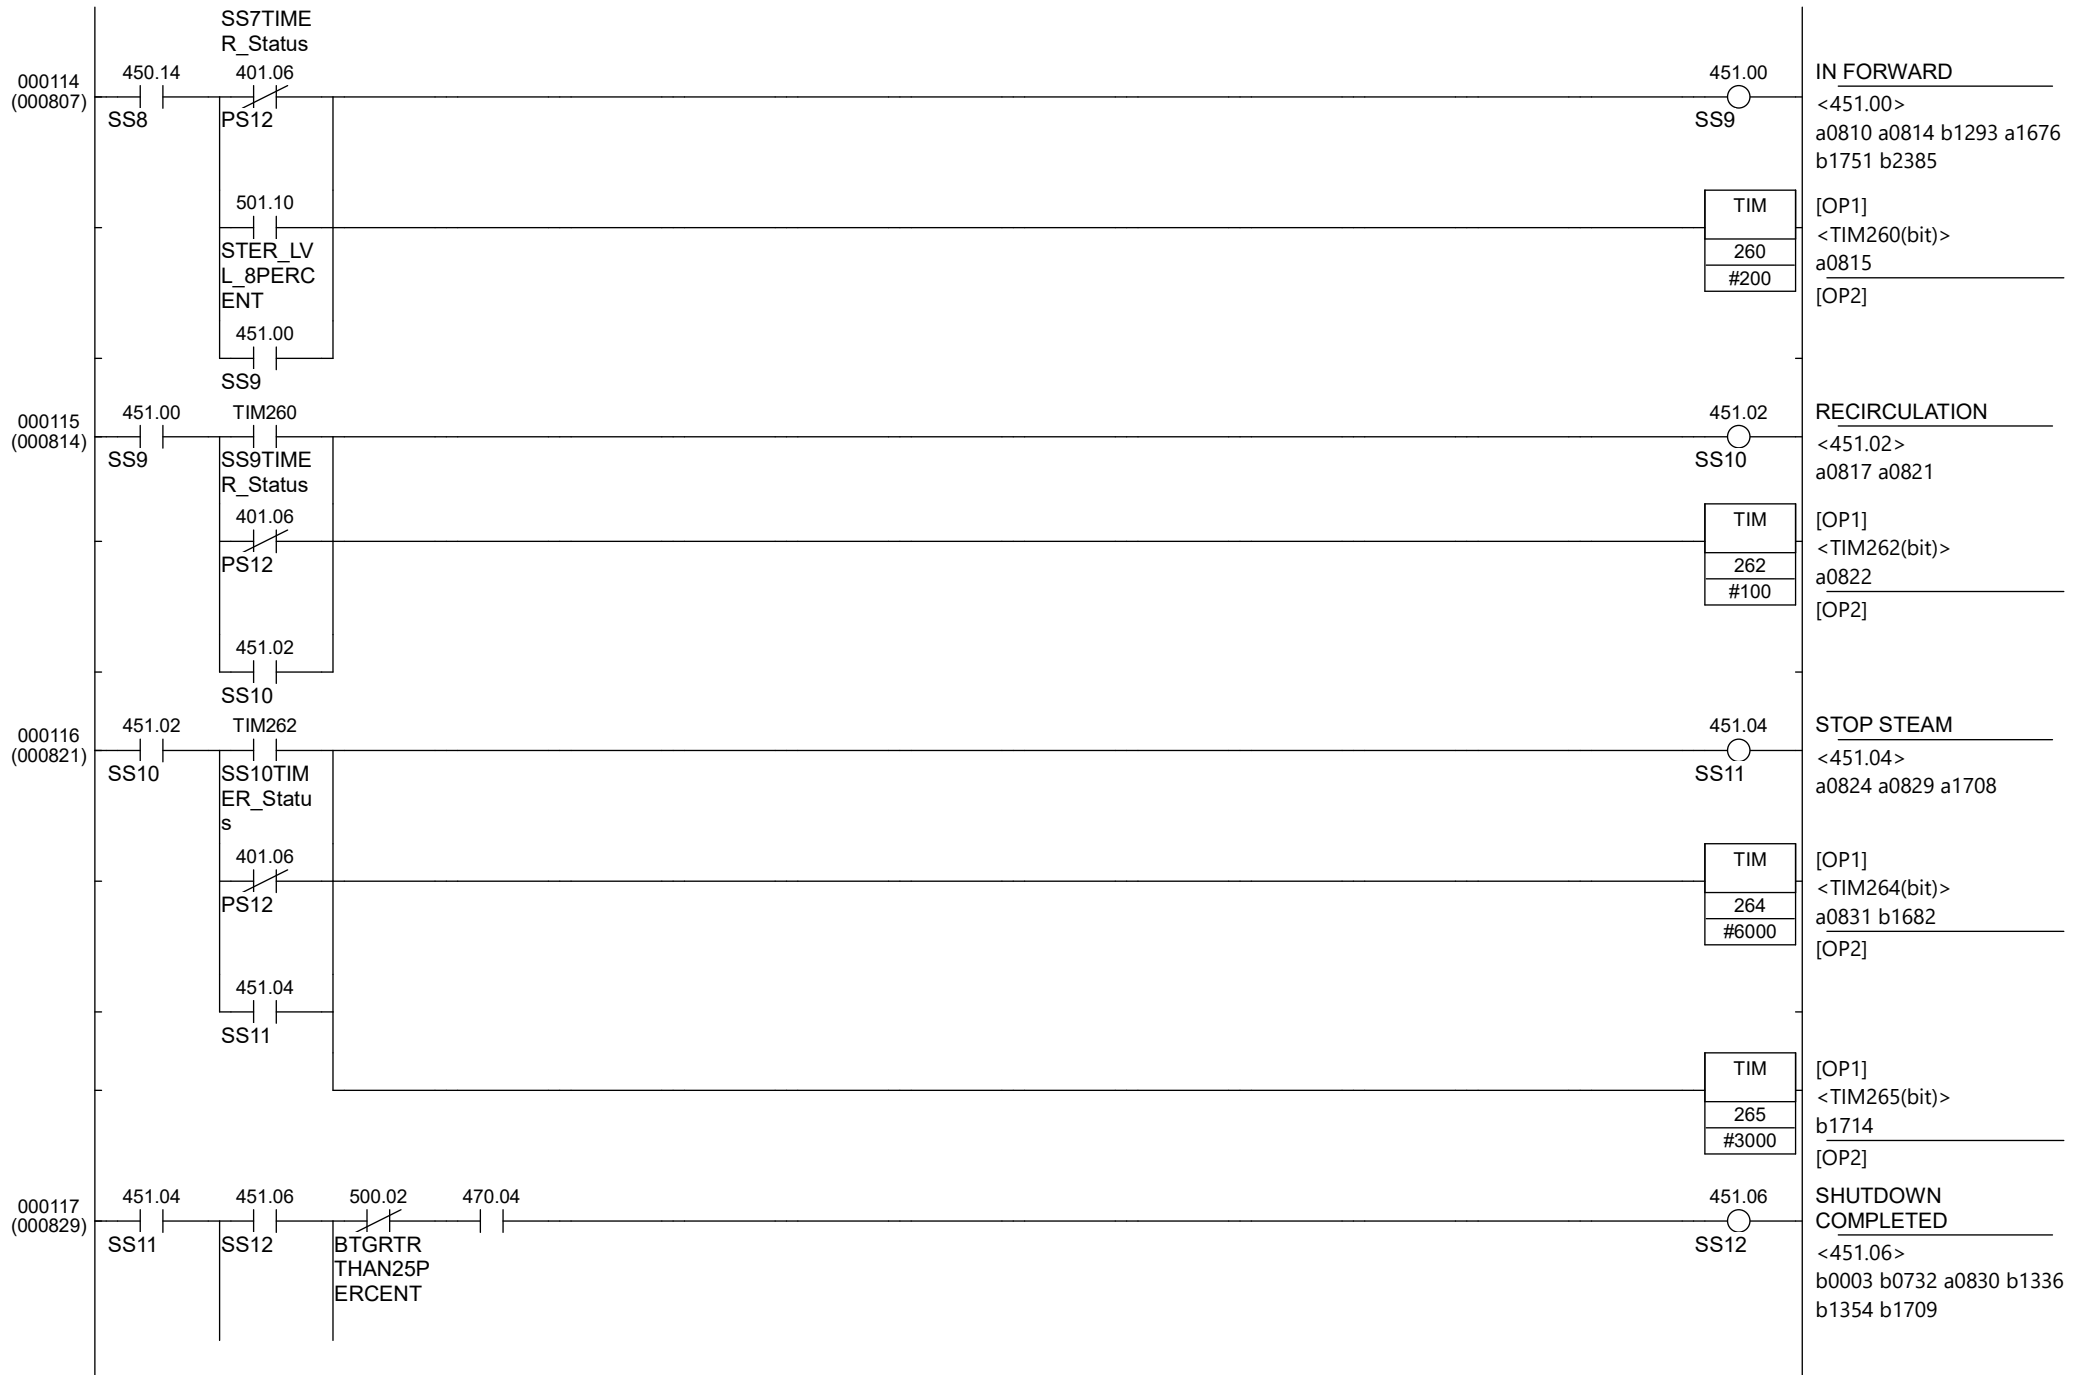 SS7TIME
R_Status
000114
(000807)
450.14
SS8
401.06
PS12
451.00
SS9
IN FORWARD
<451.00>
a0810 a0814 b1293 a1676
b1751 b2385
501.10
STER_LV
L_8PERC
ENT
TIM
260
#200
[OP1]
<TIM260(bit)>
a0815
[OP2]
451.00
SS9
000115
(000814)
451.00
SS9
TIM260
SS9TIME
R_Status
451.02
SS10
RECIRCULATION
<451.02>
a0817 a0821
401.06
PS12
TIM
262
#100
[OP1]
<TIM262(bit)>
a0822
[OP2]
451.02
SS10
000116
(000821)
451.02
SS10
TIM262
SS10TIM
ER_Statu
s
451.04
SS11
STOP STEAM
<451.04>
a0824 a0829 a1708
401.06
PS12
TIM
264
#6000
[OP1]
<TIM264(bit)>
a0831 b1682
[OP2]
451.04
SS11
TIM
265
#3000
[OP1]
<TIM265(bit)>
b1714
[OP2]
000117
(000829)
451.04
SS11
451.06
SS12
500.02
BTGRTR
THAN25P
ERCENT
470.04
451.06
SS12
SHUTDOWN
COMPLETED
<451.06>
b0003 b0732 a0830 b1336
b1354 b1709